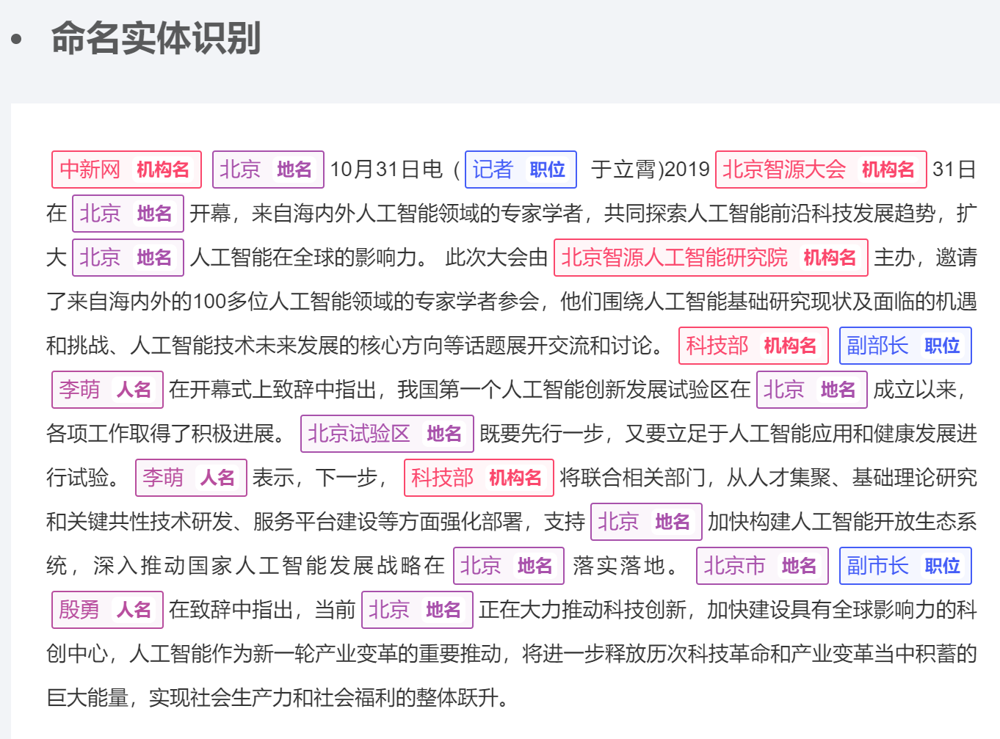 • 命名实体识别
中新网 机构名 北京 地名 10月31日电 (记者 职位 于立霄)2019 北京智源大会 机构名 31日
在 北京 地名 开幕，来自海内外人工智能领域的专家学者，共同探索人工智能前沿科技发展趋势，扩
大 北京 地名 人工智能在全球的影响力。 此次大会由 北京智源人工智能研究院 机构名 主办，邀请
了来自海内外的100多位人工智能领域的专家学者参会，他们围绕人工智能基础研究现状及面临的机遇
和挑战、人工智能技术未来发展的核心方向等话题展开交流和讨论。 科技部 机构名 副部长 职位
李萌 人名 在开幕式上致辞中指出，我国第一个人工智能创新发展试验区在 北京 地名 成立以来，
各项工作取得了积极进展。 北京试验区 地名 既要先行一步，又要立足于人工智能应用和健康发展进
行试验。 李萌 人名 表示，下一步， 科技部 机构名 将联合相关部门，从人才集聚、基础理论研究
和关键共性技术研发、服务平台建设等方面强化部署，支持 北京 地名 加快构建人工智能开放生态系
统，深入推动国家人工智能发展战略在 北京 地名 落实落地。 北京市 地名 副市长 职位
殷勇 人名 在致辞中指出，当前 北京 地名 正在大力推动科技创新，加快建设具有全球影响力的科
创中心，人工智能作为新一轮产业变革的重要推动，将进一步释放历次科技革命和产业变革当中积蓄的
巨大能量，实现社会生产力和社会福利的整体跃升。